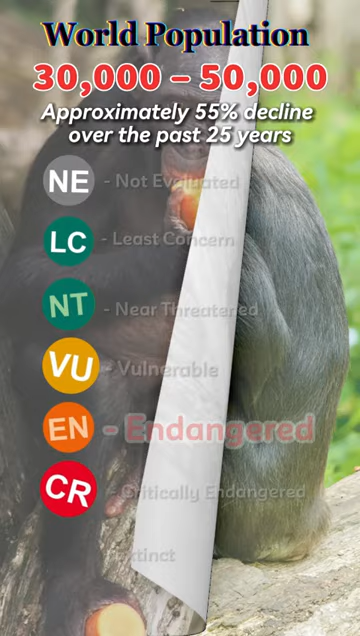 World Population
30,000 – 50,000
Approximately 55% decline
over the past 25 years
NE - Not Evaluated
LC - Least Concern
NT - Near Threatened
VU - Vulnerable
EN - Endangered
CR - Critically Endangered
xtinct